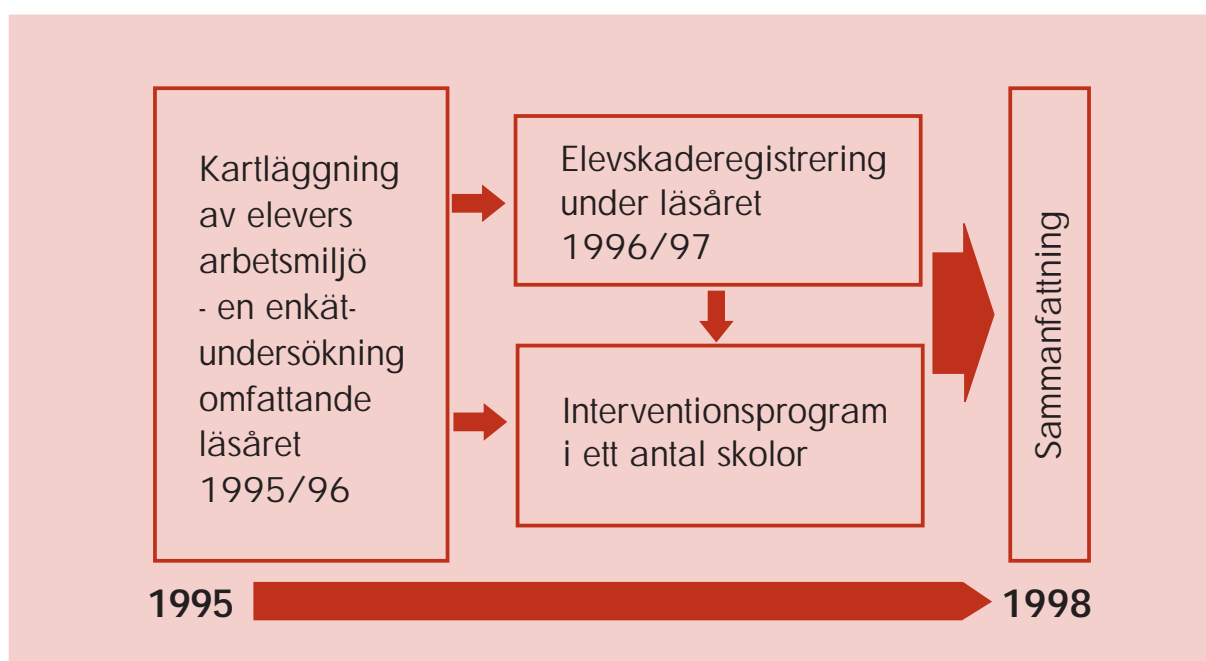 Kartläggning
av elevers
arbetsmiljö
- en enkät-
undersökning
omfattande
läsåret
1995/96
Elevskaderegistrering
under läsåret
1996/97
Interventionsprogram
i ett antal skolor
Sammanfattning
1995
1998